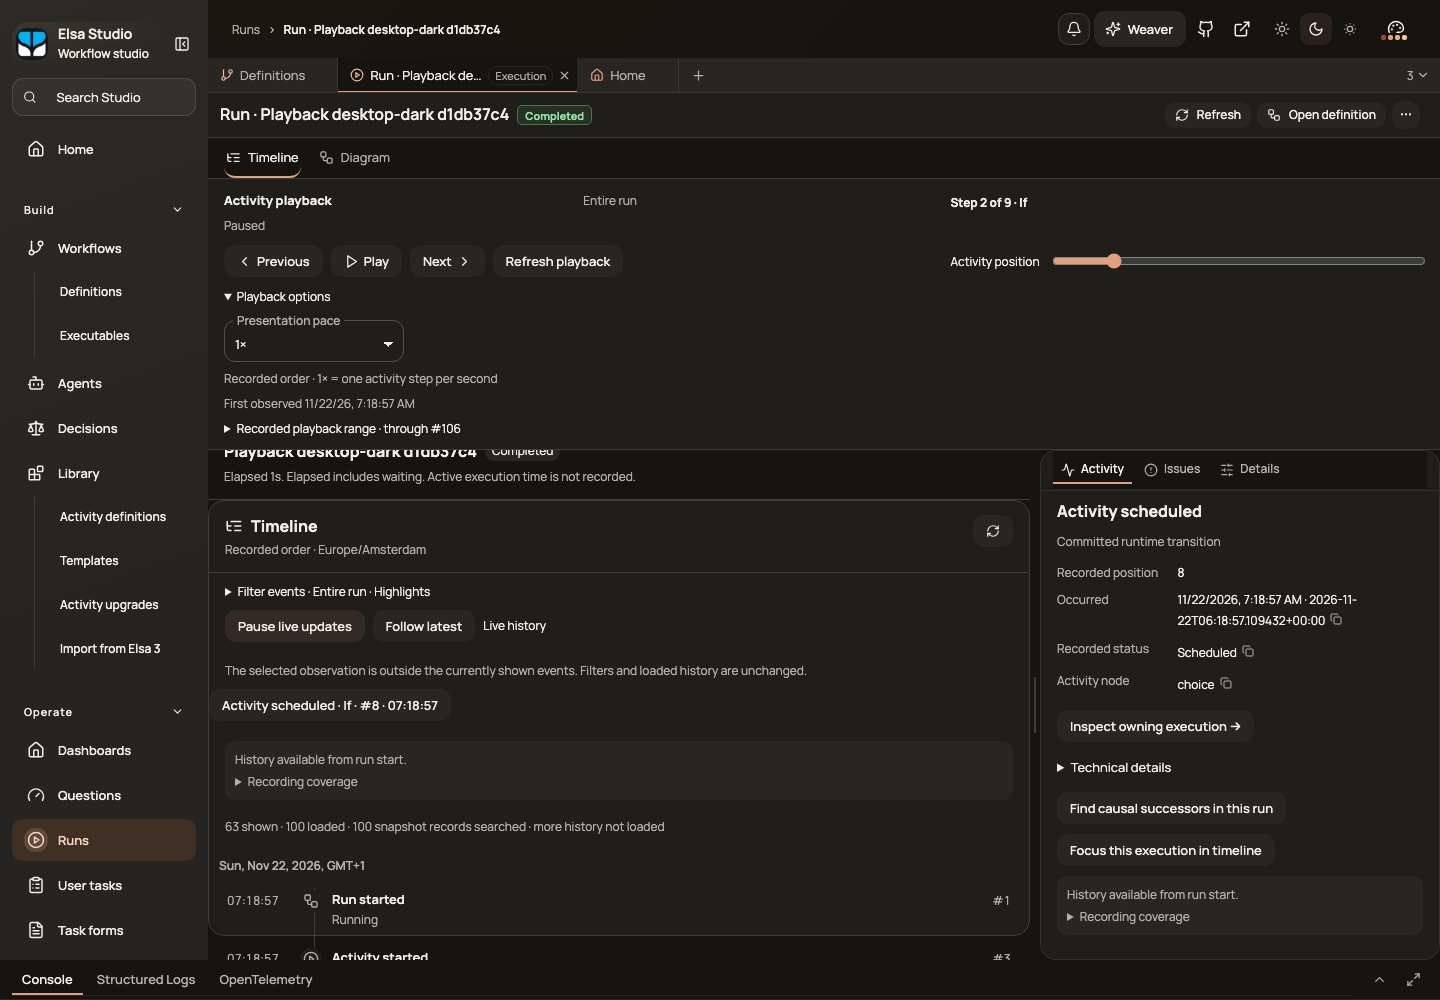 Elsa Studio
Workflow studio
Search Studio
Home
Build
Workflows
Definitions
Executables
Agents
Decisions
Library
Activity definitions
Templates
Activity upgrades
Import from Elsa 3
Operate
Dashboards
Questions
Runs
User tasks
Task forms
Runs › Run · Playback desktop-dark d1db37c4
Weaver
Definitions
Run · Playback de... Execution
Home
3
Run · Playback desktop-dark d1db37c4 Completed
Refresh
Open definition
Timeline
Diagram
Activity playback
Entire run
Step 2 of 9 · If
Paused
Previous
Play
Next
Refresh playback
Activity position
Playback options
Presentation pace
1×
Recorded order · 1× = one activity step per second
First observed 11/22/26, 7:18:57 AM
Recorded playback range · through #106
Playback desktop-dark d1db37c4 Completed
Elapsed 1s. Elapsed includes waiting. Active execution time is not recorded.
Timeline
Recorded order · Europe/Amsterdam
Filter events · Entire run · Highlights
Pause live updates
Follow latest
Live history
The selected observation is outside the currently shown events. Filters and loaded history are unchanged.
Activity scheduled · If · #8 · 07:18:57
History available from run start.
Recording coverage
63 shown · 100 loaded · 100 snapshot records searched · more history not loaded
Sun, Nov 22, 2026, GMT+1
07:18:57 Run started #1
Running
07:18:57 Activity started #3
Activity
Issues
Details
Activity scheduled
Committed runtime transition
Recorded position 8
Occurred 11/22/2026, 7:18:57 AM · 2026-11-
22T06:18:57.109432+00:00
Recorded status Scheduled
Activity node choice
Inspect owning execution →
Technical details
Find causal successors in this run
Focus this execution in timeline
History available from run start.
Recording coverage
Console
Structured Logs
OpenTelemetry